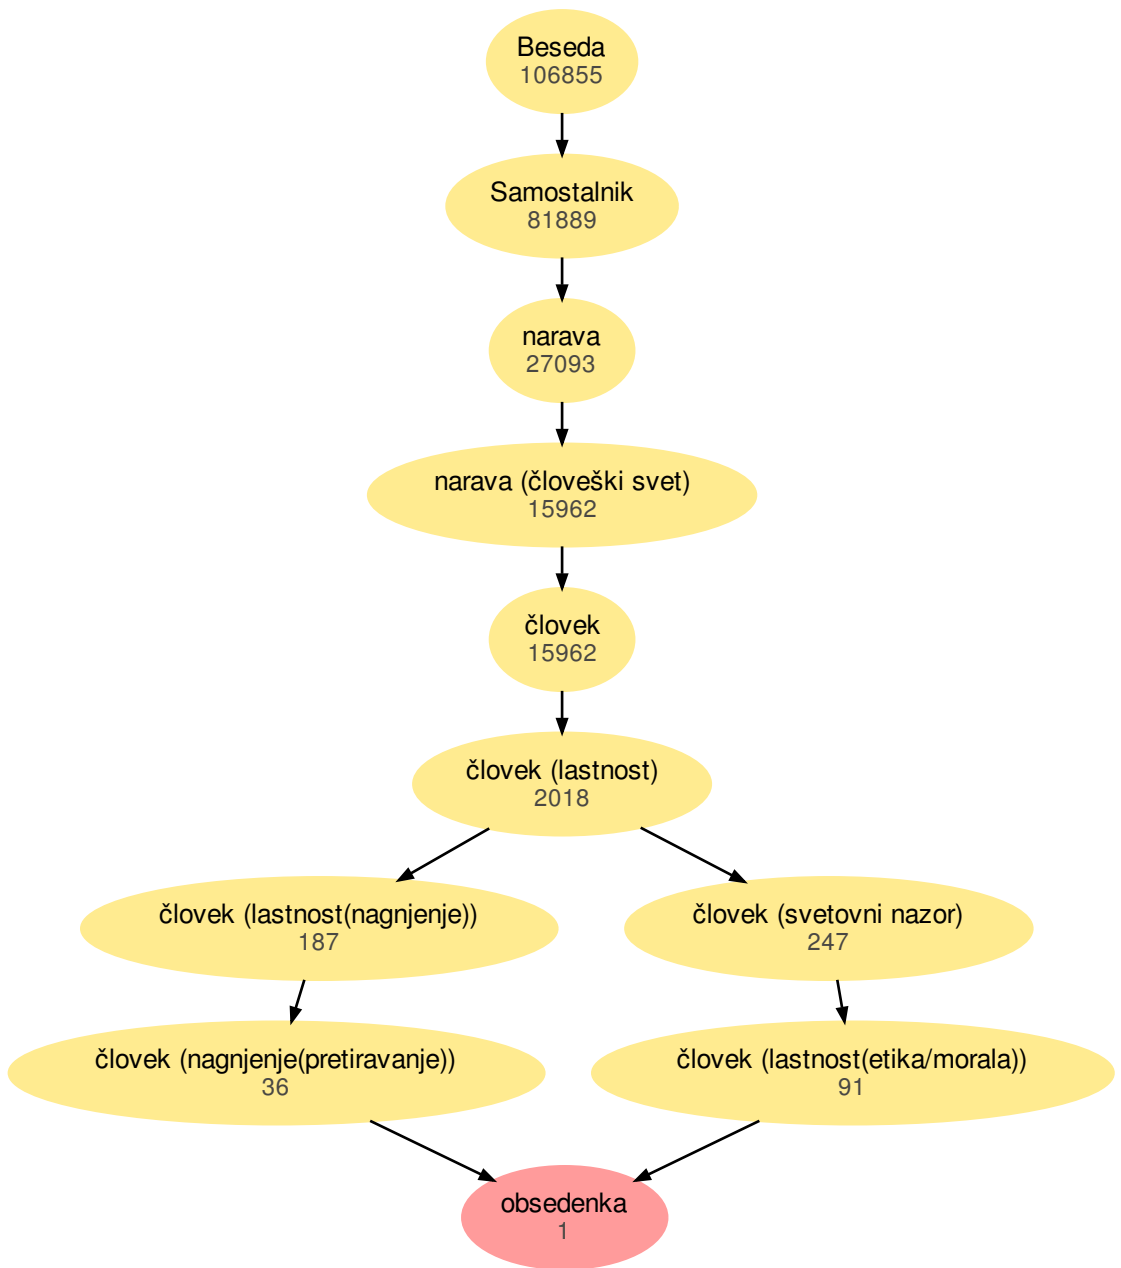 Beseda
106855
Samostalnik
81889
narava
27093
narava (človeški svet)
15962
človek
15962
človek (lastnost)
2018
človek (lastnost(nagnjenje))
187
človek (svetovni nazor)
247
človek (nagnjenje(pretiravanje))
36
človek (lastnost(etika/morala))
91
obsedenka
1